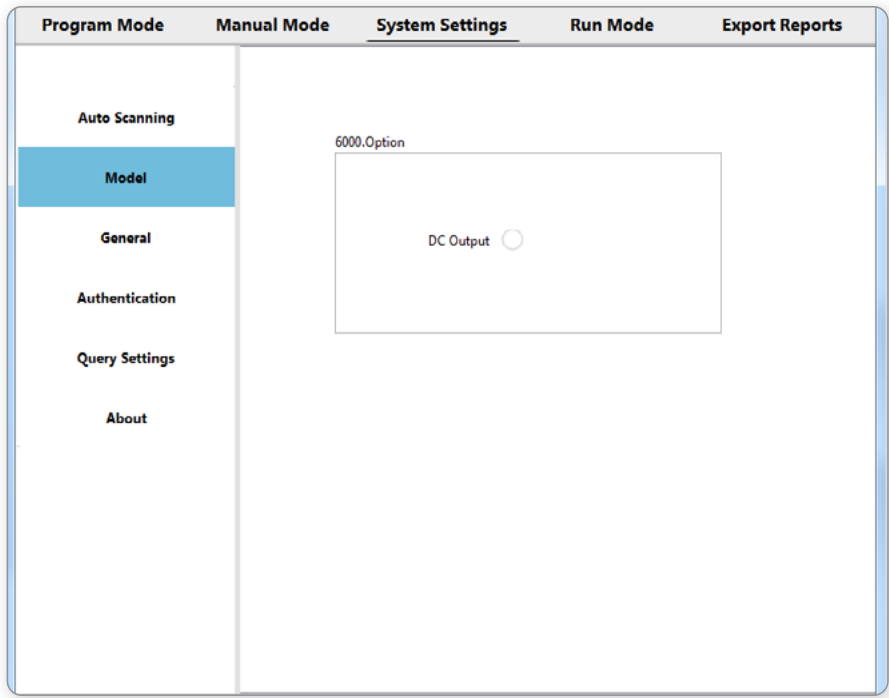 Program Mode Manual Mode System Settings Run Mode Export Reports
Auto Scanning
Model
General
Authentication
Query Settings
About
6000.Option
DC Output